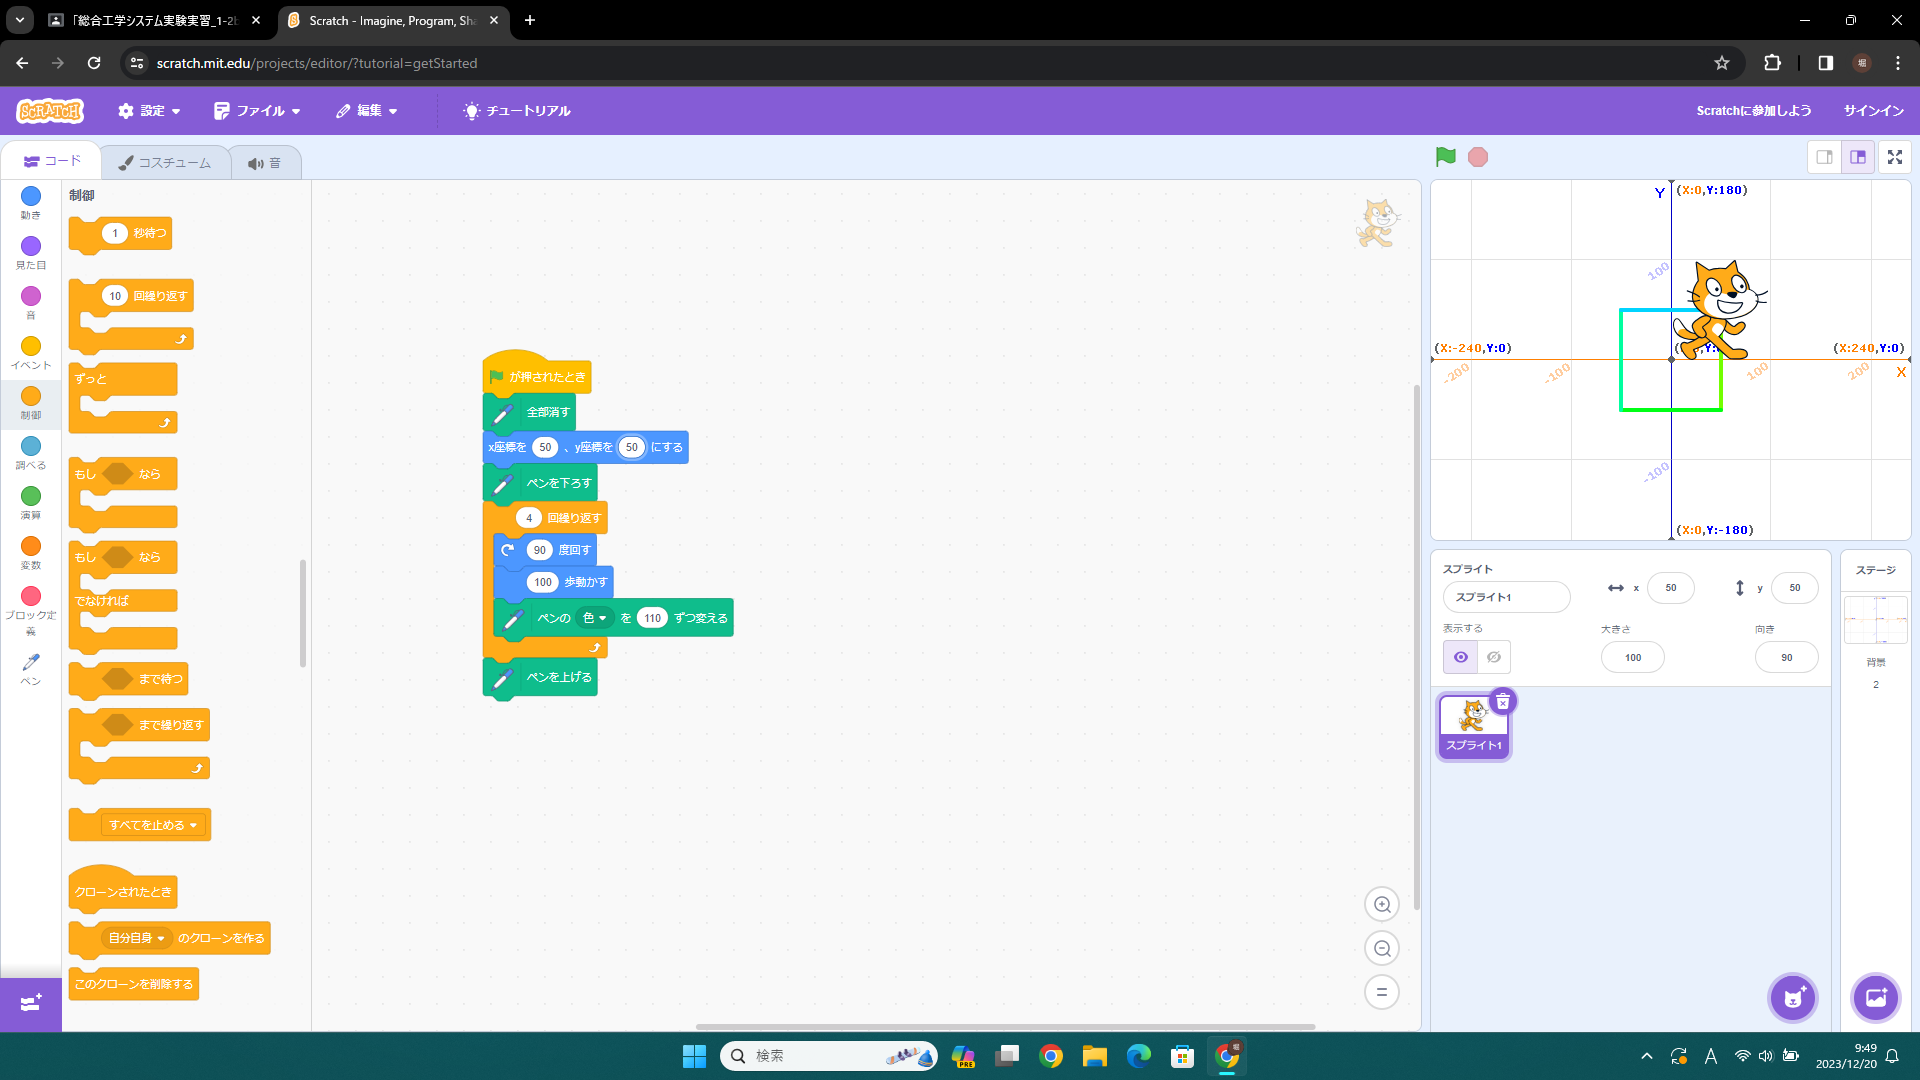 「総合工学システム実験実習_1-2b
Scratch - Imagine, Program, Sha
scratch.mit.edu/projects/editor/?tutorial=getStarted
SCRATCH
設定
ファイル
編集
チュートリアル
Scratchに参加しよう
サインイン
コード
コスチューム
音
動き
見た目
音
イベント
制御
調べる
演算
変数
ブロック定
義
ペン
制御
1 秒待つ
10 回繰り返す
ずっと
もし なら
もし なら
でなければ
まで待つ
まで繰り返す
すべてを止める
クローンされたとき
自分自身 のクローンを作る
このクローンを削除する
が押されたとき
全部消す
x座標を 50 、y座標を 50 にする
ペンを下ろす
4 回繰り返す
90 度回す
100 歩動かす
ペンの 色 を 110 ずつ変える
ペンを上げる
Y (X:0,Y:180)
100
(X:-240,Y:0)
(X:240,Y:0)
-200
-100
100
200
X
-100
(X:0,Y:-180)
スプライト
スプライト1
x 50
y 50
表示する
大きさ
100
向き
90
スプライト1
ステージ
背景
2
検索
PRE
A
9:49
2023/12/20